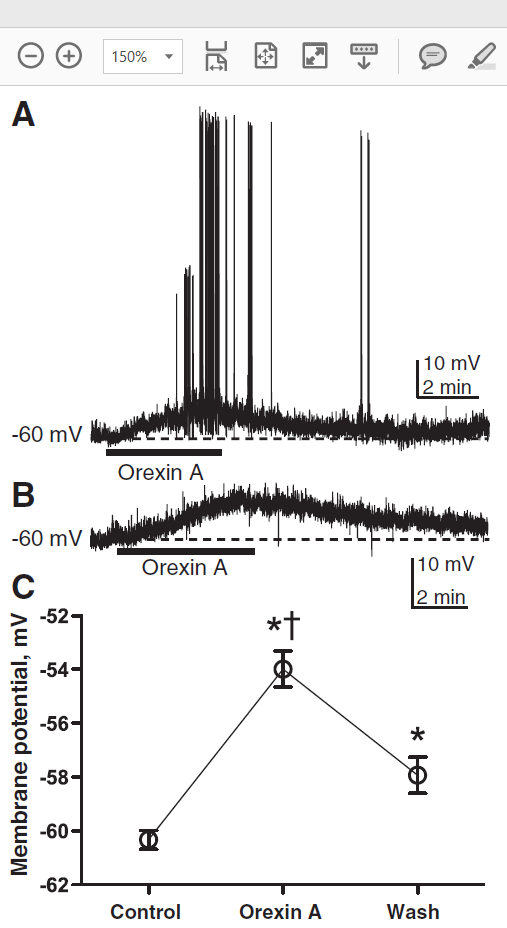 150%
A
10 mV
2 min
-60 mV
Orexin A
B
-60 mV
Orexin A
10 mV
2 min
C
Membrane potential, mV
-52
-54
-56
-58
-60
-62
*†
*
Control Orexin A Wash